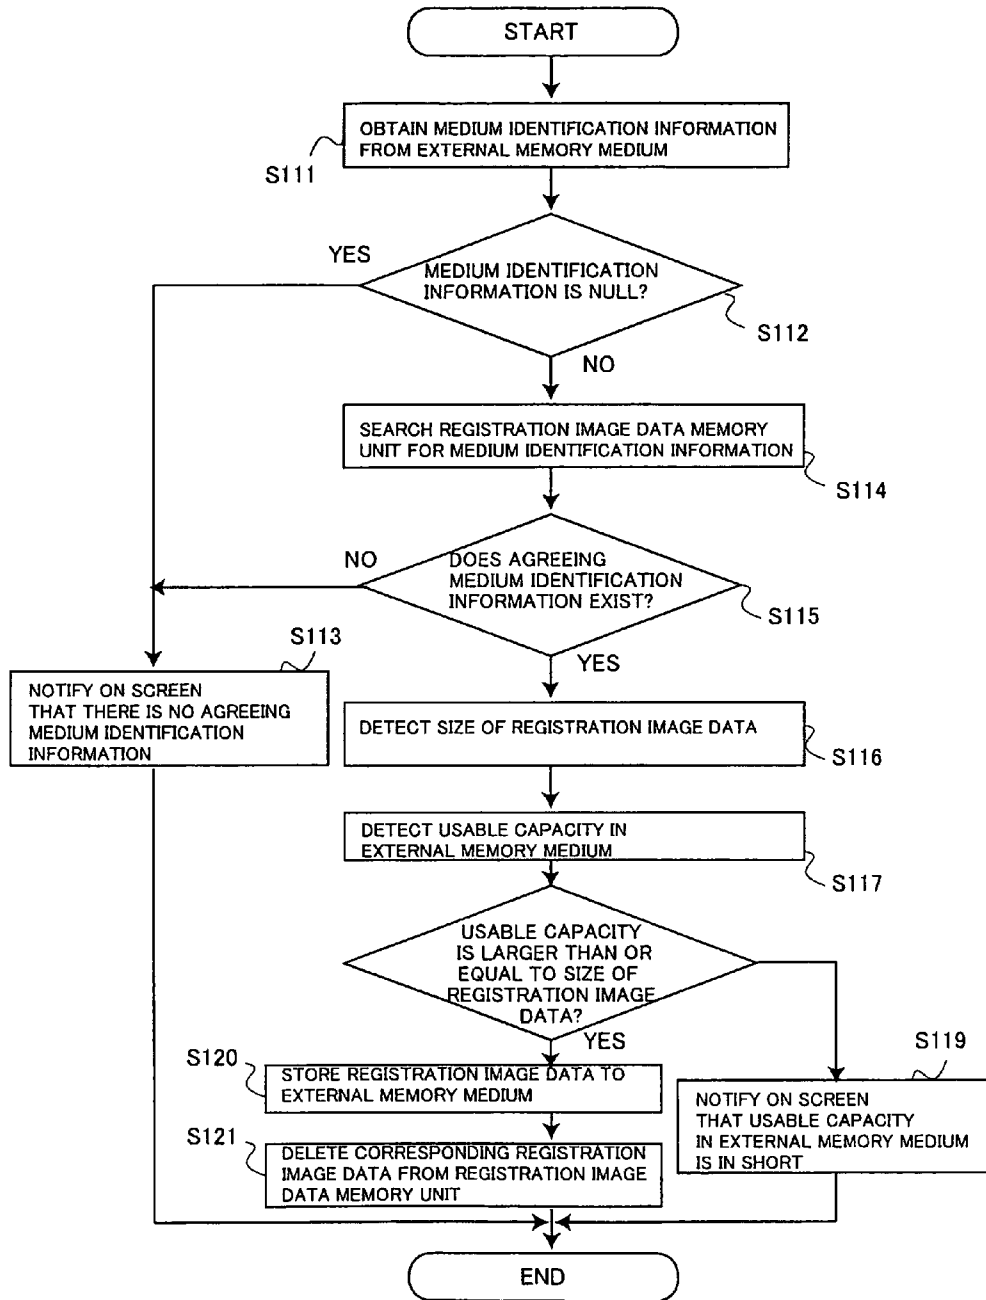 START
OBTAIN MEDIUM IDENTIFICATION INFORMATION
FROM EXTERNAL MEMORY MEDIUM
S111
YES
MEDIUM IDENTIFICATION
INFORMATION IS NULL?
S112
NO
SEARCH REGISTRATION IMAGE DATA MEMORY
UNIT FOR MEDIUM IDENTIFICATION INFORMATION
S114
NO
DOES AGREEING
MEDIUM IDENTIFICATION
INFORMATION EXIST?
S115
YES
S113
NOTIFY ON SCREEN
THAT THERE IS NO AGREEING
MEDIUM IDENTIFICATION
INFORMATION
DETECT SIZE OF REGISTRATION IMAGE DATA
S116
DETECT USABLE CAPACITY IN
EXTERNAL MEMORY MEDIUM
S117
USABLE CAPACITY
IS LARGER THAN OR
EQUAL TO SIZE OF
REGISTRATION IMAGE
DATA?
YES
S120
STORE REGISTRATION IMAGE DATA TO
EXTERNAL MEMORY MEDIUM
S119
NOTIFY ON SCREEN
THAT USABLE CAPACITY
IN EXTERNAL MEMORY MEDIUM
IS IN SHORT
S121
DELETE CORRESPONDING REGISTRATION
IMAGE DATA FROM REGISTRATION IMAGE
DATA MEMORY UNIT
END